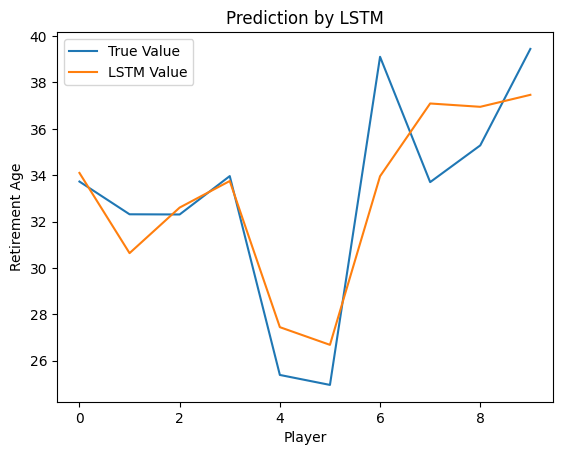 Prediction by LSTM
True Value
LSTM Value
Retirement Age
40
38
36
34
32
30
28
26
0
2
4
6
8
Player